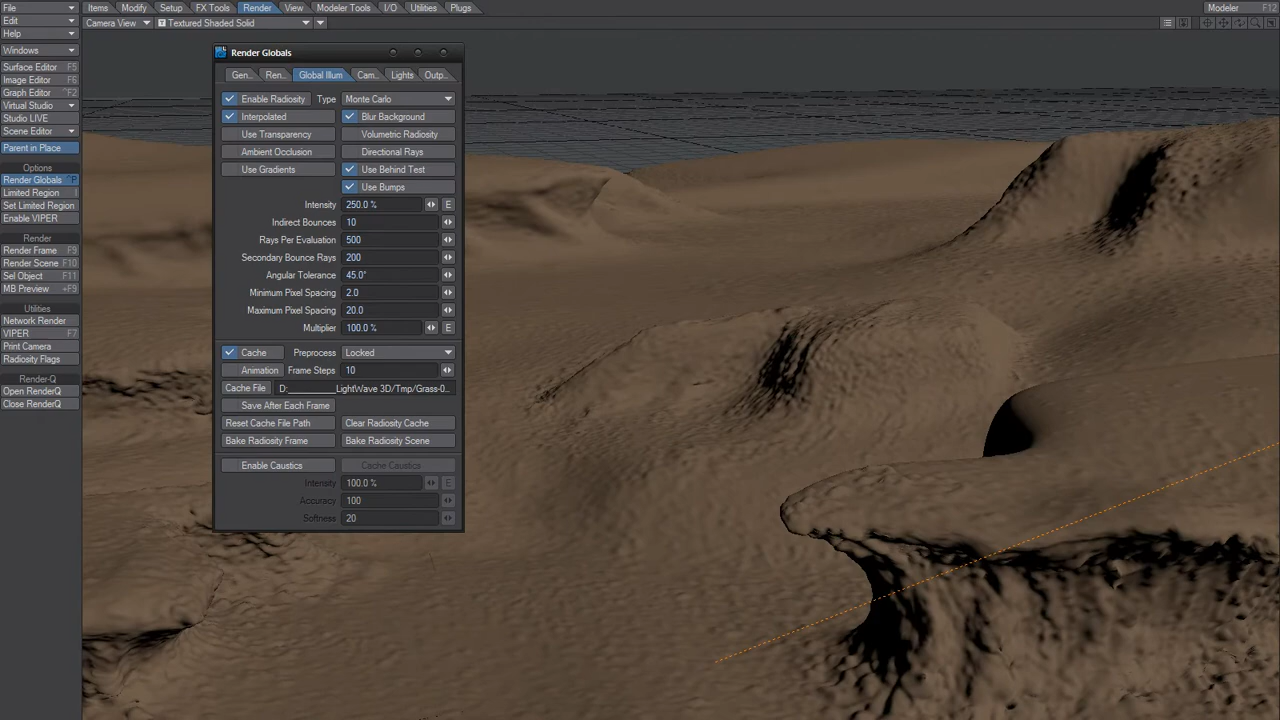 File Items Modify Setup FX Tools Render View Modeler Tools I/O Utilities Plugs Modeler F12
Edit Camera View T Textured Shaded Solid
Help
Windows
Surface Editor F5
Image Editor F6
Graph Editor ^F2
Virtual Studio
Studio LIVE
Scene Editor
Parent in Place
Options
Render Globals ^P
Limited Region l
Set Limited Region
Enable VIPER
Render
Render Frame F9
Render Scene F10
Sel Object F11
MB Preview +F9
Utilities
Network Render
VIPER F7
Print Camera
Radiosity Flags
Render-Q
Open RenderQ
Close RenderQ
Render Globals
Gen.. Ren.. Global Illum Cam.. Lights Outp..
Enable Radiosity Type Monte Carlo
Interpolated Blur Background
Use Transparency Volumetric Radiosity
Ambient Occlusion Directional Rays
Use Gradients Use Behind Test
Use Bumps
Intensity 250.0 % E
Indirect Bounces 10
Rays Per Evaluation 500
Secondary Bounce Rays 200
Angular Tolerance 45.0°
Minimum Pixel Spacing 2.0
Maximum Pixel Spacing 20.0
Multiplier 100.0 % E
Cache Preprocess Locked
Animation Frame Steps 10
Cache File D:________LightWave 3D/Tmp/Grass-0..
Save After Each Frame
Reset Cache File Path Clear Radiosity Cache
Bake Radiosity Frame Bake Radiosity Scene
Enable Caustics Cache Caustics
Intensity 100.0 % E
Accuracy 100
Softness 20